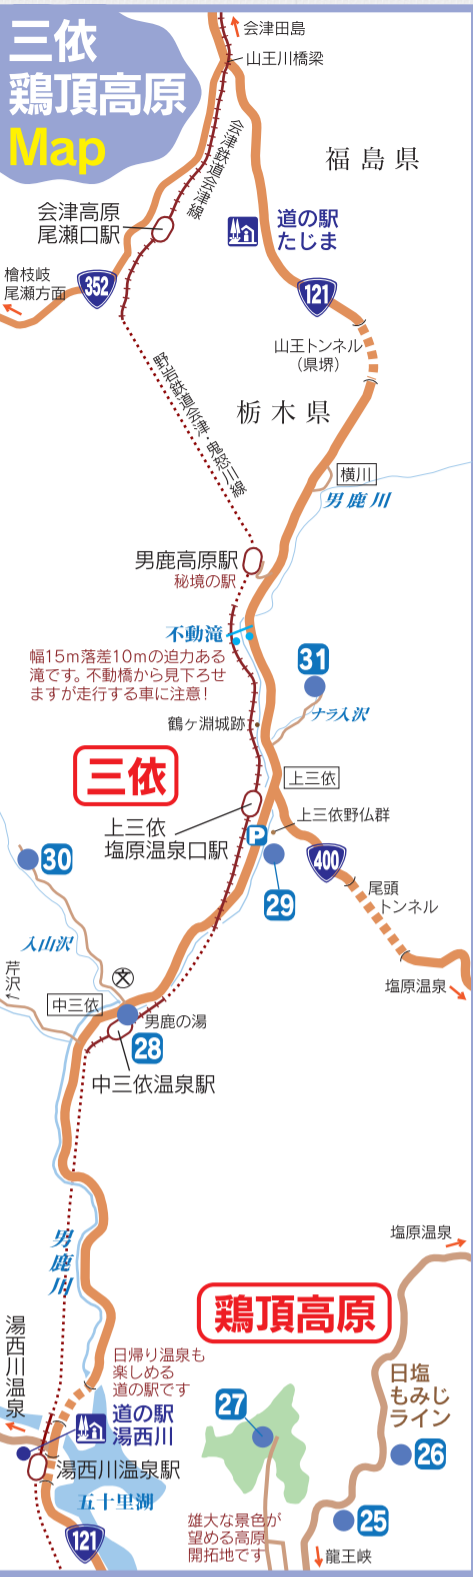 三依
鶏頂高原
Map
会津田島
山王川橋梁
会津鉄道会津線
福島県
会津高原
尾瀬口駅
道の駅
たじま
檜枝岐
尾瀬方面
352
121
山王トンネル
（県堺）
野岩鉄道会津・鬼怒川線
栃木県
横川
男鹿川
男鹿高原駅
秘境の駅
不動滝
幅15m落差10mの迫力ある
滝です。不動橋から見下ろせ
ますが走行する車に注意！
31
ナラ入沢
鶴ヶ淵城跡
三依
上三依
上三依
塩原温泉口駅
上三依野仏群
P
30
29
400
尾頭
トンネル
入山沢
芹沢
文
塩原温泉
中三依
男鹿の湯
28
中三依温泉駅
塩原温泉
男鹿川
鶏頂高原
湯西川温泉
日帰り温泉も
楽しめる
道の駅です
日塩
もみじ
ライン
27
道の駅
湯西川
26
湯西川温泉駅
五十里湖
25
雄大な景色が
望める高原
開拓地です
121
龍王峡